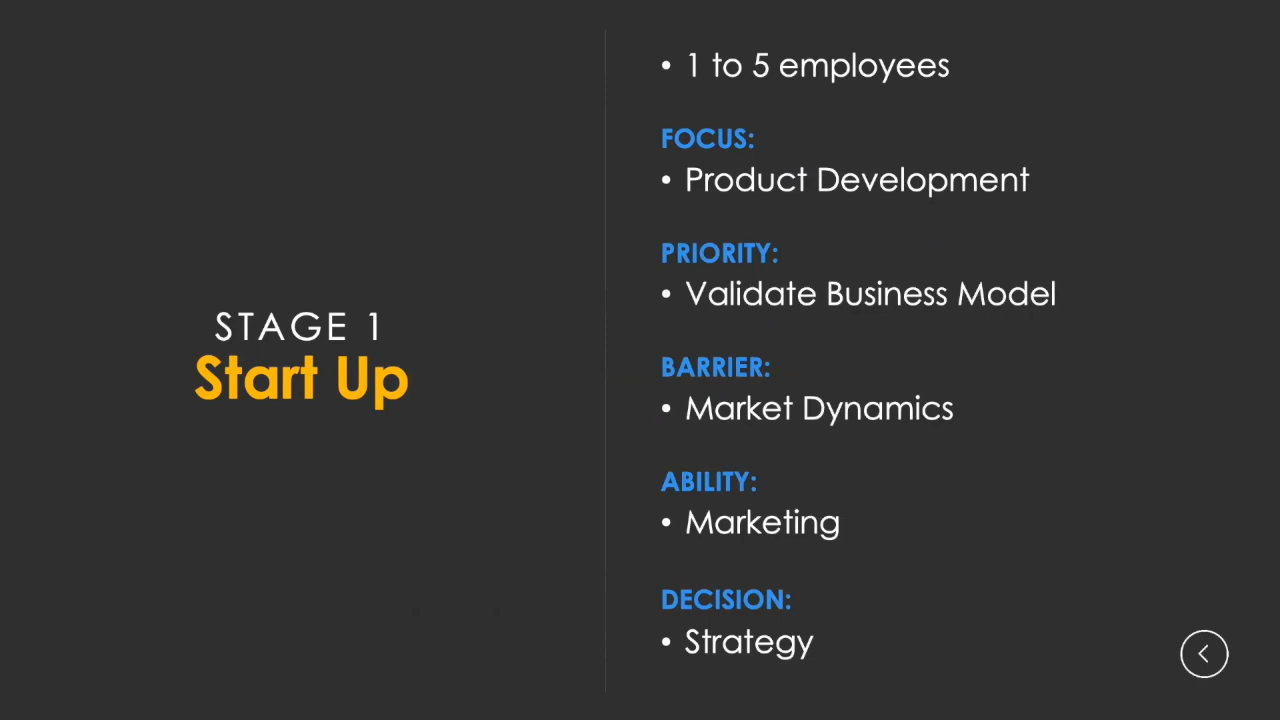 STAGE 1
Start Up
• 1 to 5 employees
FOCUS:
• Product Development
PRIORITY:
• Validate Business Model
BARRIER:
• Market Dynamics
ABILITY:
• Marketing
DECISION:
• Strategy